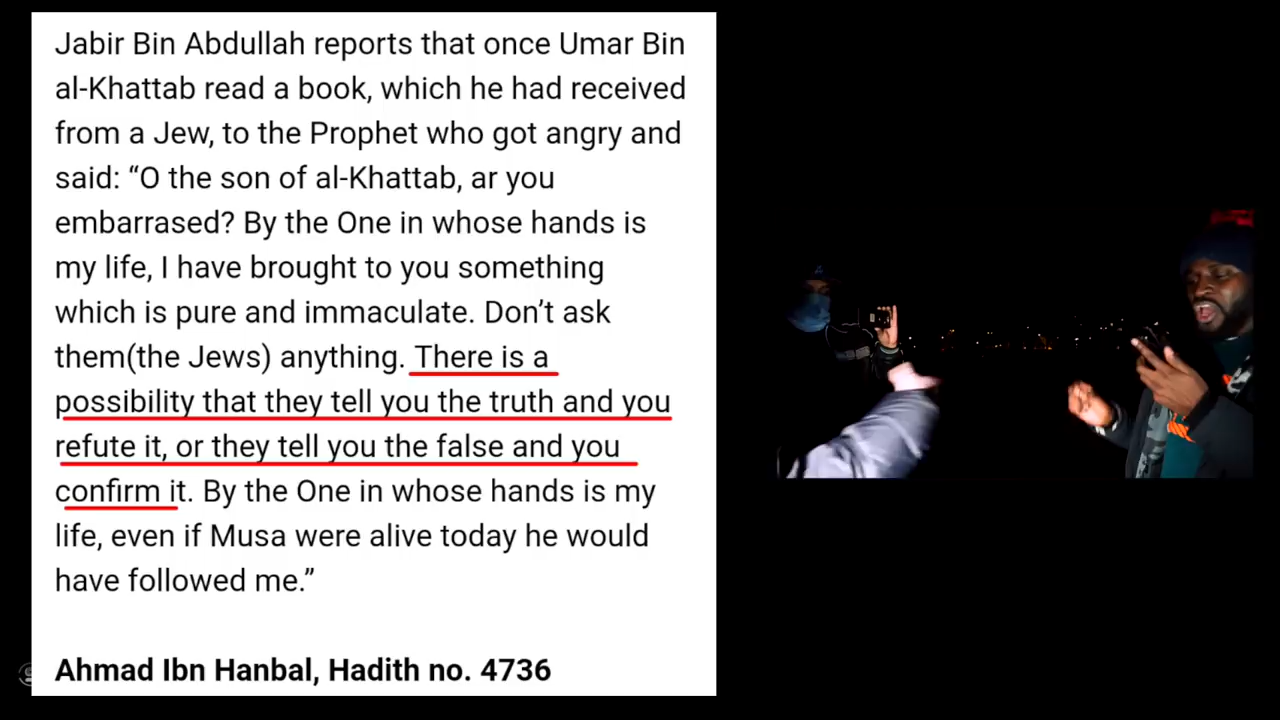 Jabir Bin Abdullah reports that once Umar Bin
al-Khattab read a book, which he had received
from a Jew, to the Prophet who got angry and
said: “O the son of al-Khattab, ar you
embarrased? By the One in whose hands is
my life, I have brought to you something
which is pure and immaculate. Don’t ask
them(the Jews) anything. There is a
possibility that they tell you the truth and you
refute it, or they tell you the false and you
confirm it. By the One in whose hands is my
life, even if Musa were alive today he would
have followed me.”
Ahmad Ibn Hanbal, Hadith no. 4736